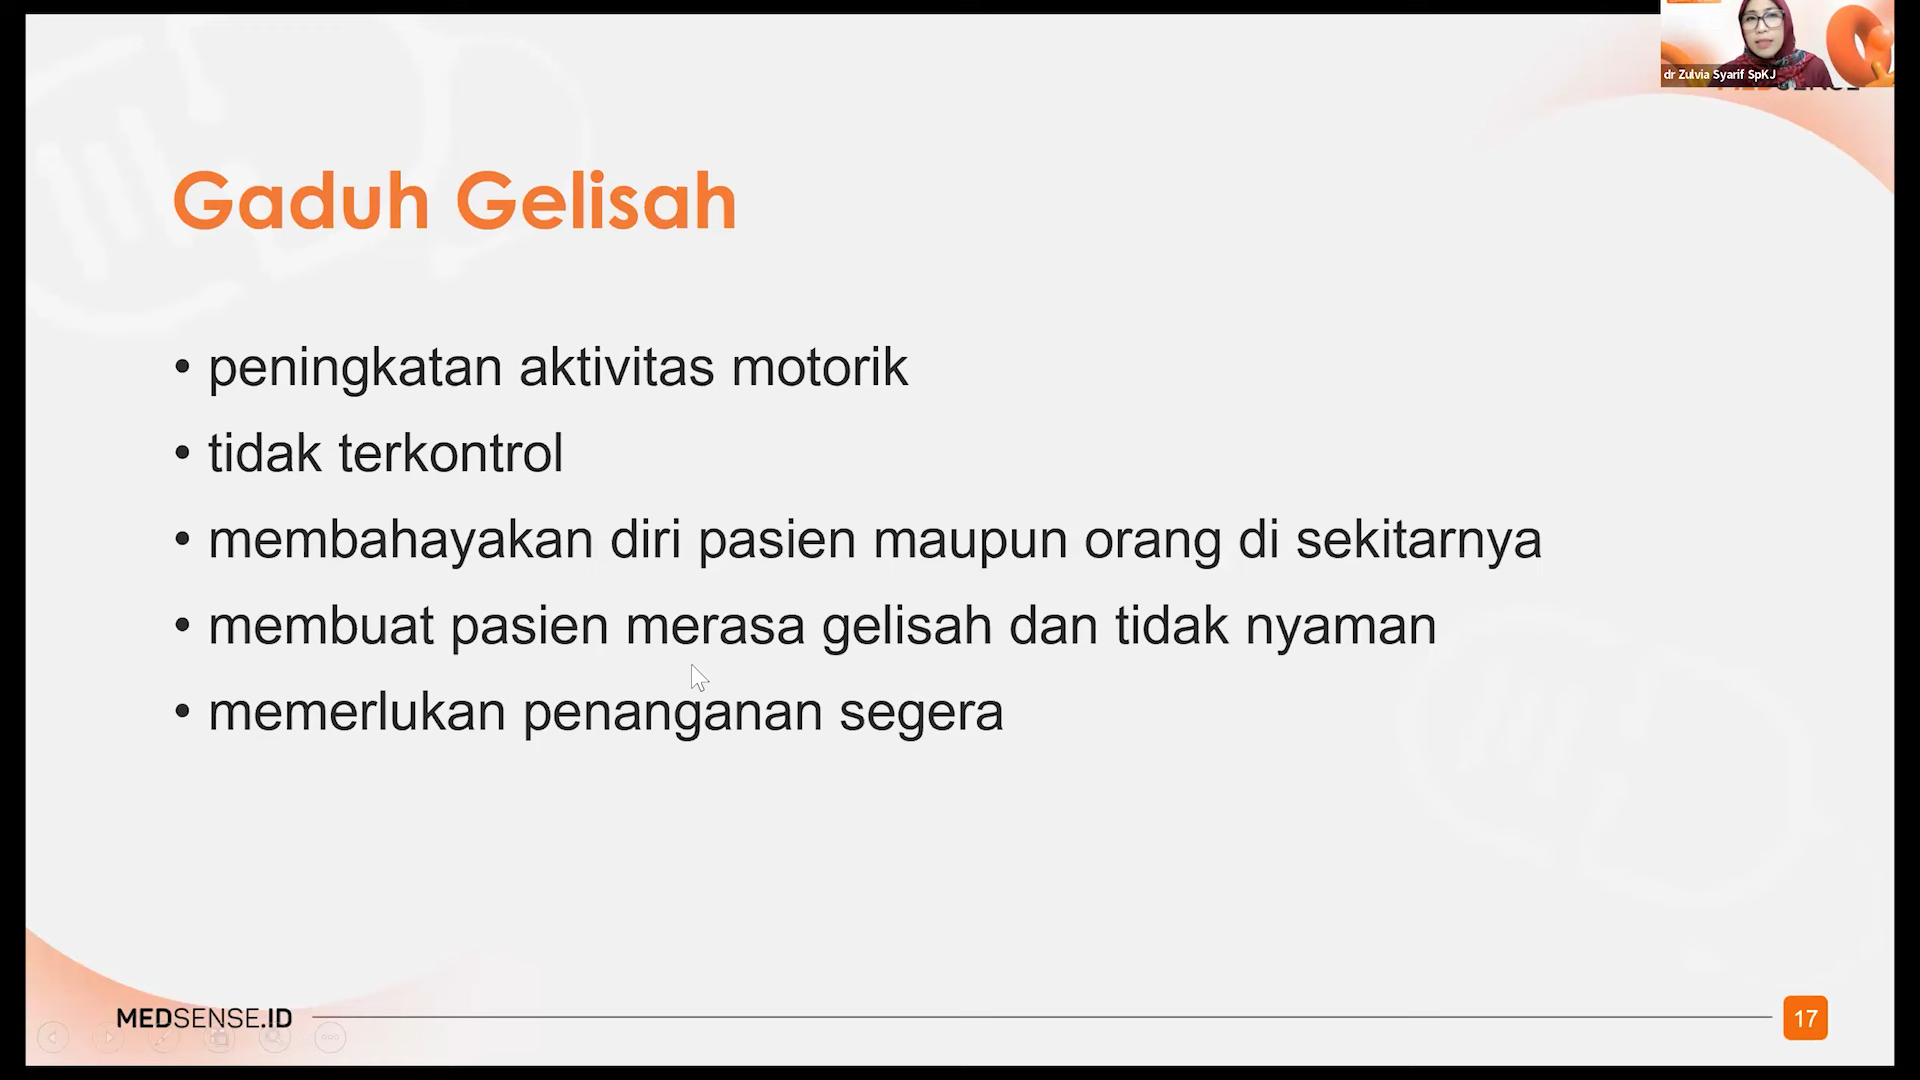 dr Zulvia Syarif SpKJ
Gaduh Gelisah
• peningkatan aktivitas motorik
• tidak terkontrol
• membahayakan diri pasien maupun orang di sekitarnya
• membuat pasien merasa gelisah dan tidak nyaman
• memerlukan penanganan segera
MEDSENSE.ID
17